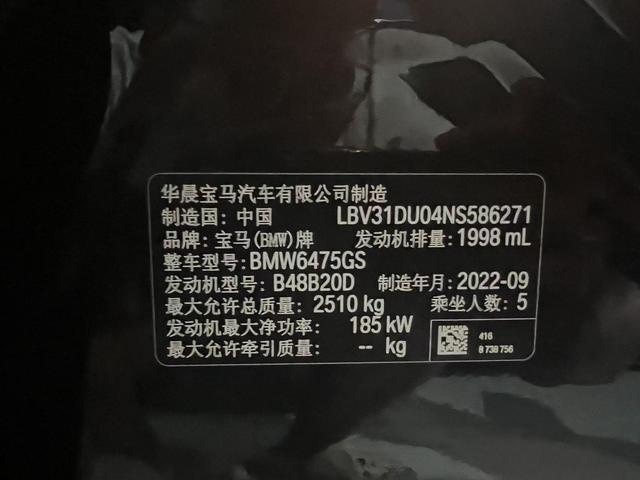 华晨宝马汽车有限公司制造
制造国: 中国 LBV31DU04NS586271
品牌: 宝马(BMW)牌 发动机排量: 1998 mL
整车型号: BMW6475GS
发动机型号: B48B20D 制造年月: 2022-09
最大允许总质量: 2510 kg 乘坐人数: 5
发动机最大净功率: 185 kW
最大允许牵引质量: -- kg
416
8 738 756